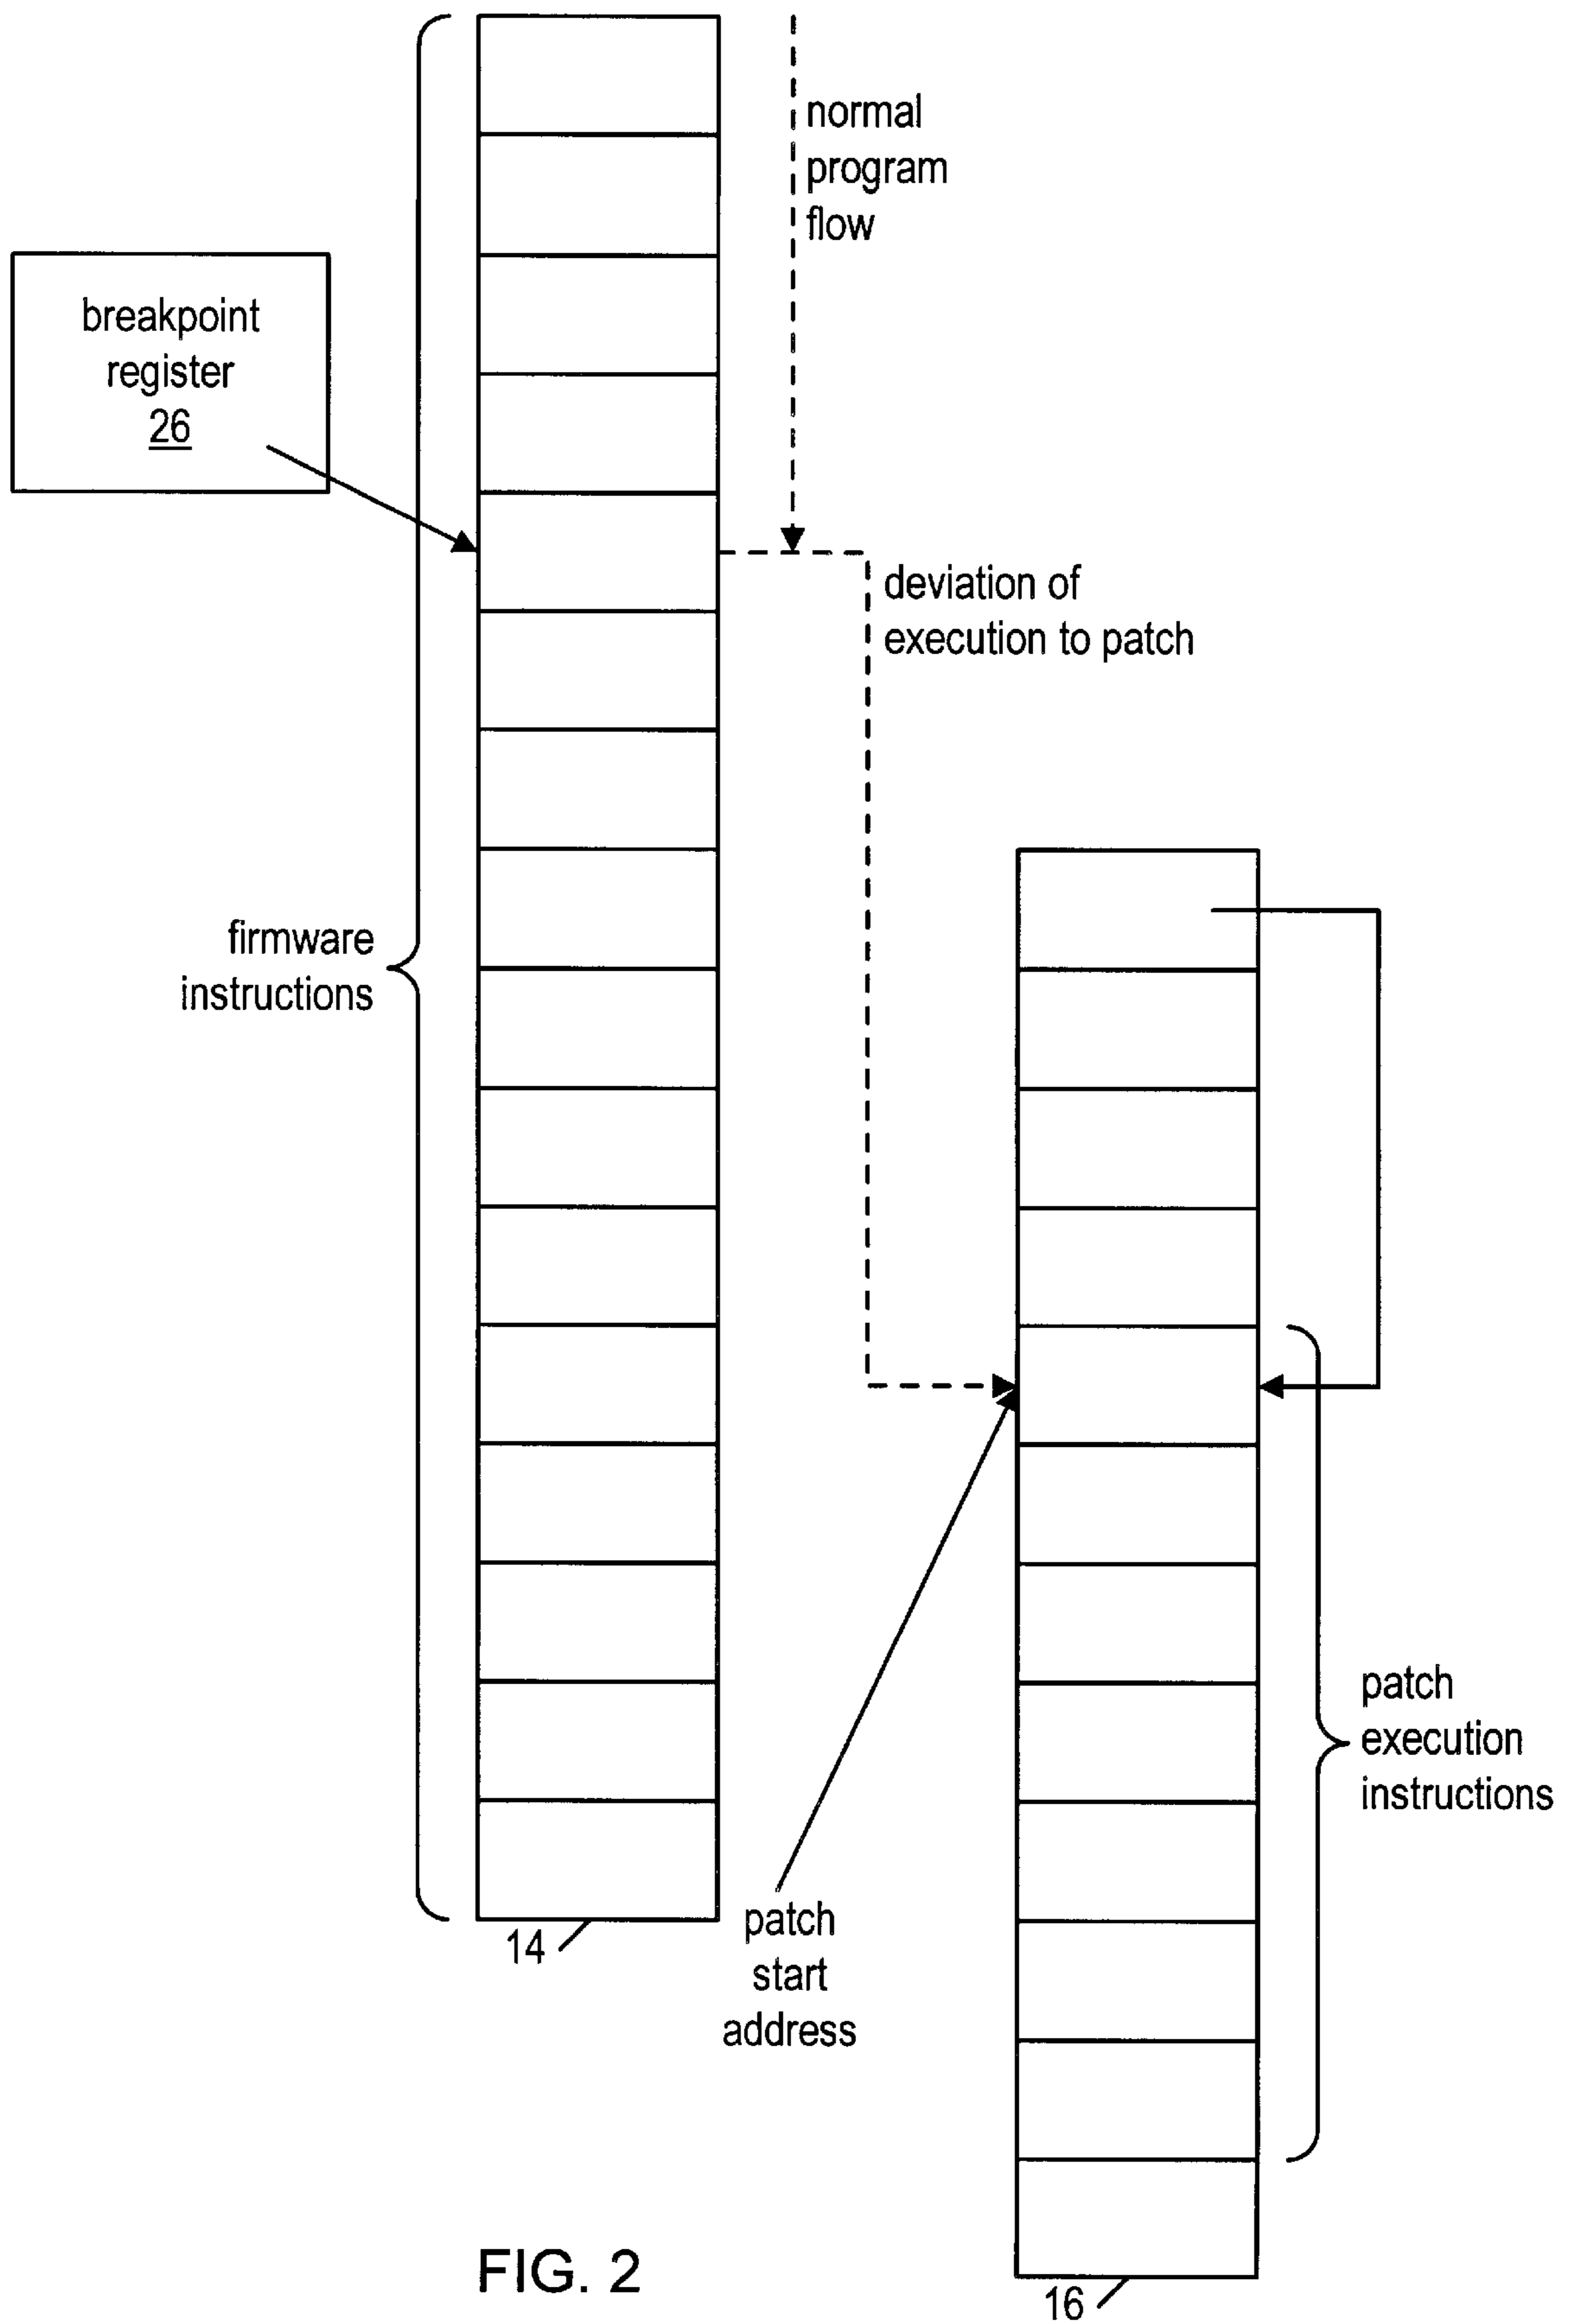 normal
program
flow
breakpoint
register
26
deviation of
execution to patch
firmware
instructions
patch
execution
instructions
14
patch
start
address
FIG. 2
16